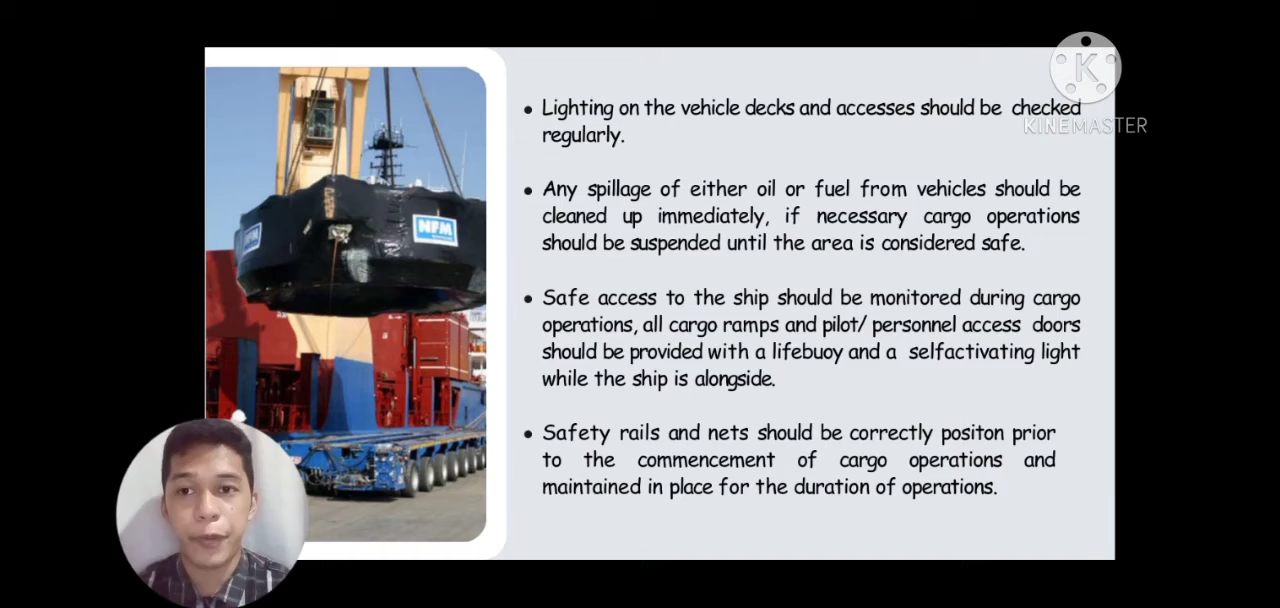 K
KINEMASTER
NFM
NFM
• Lighting on the vehicle decks and accesses should be checked
regularly.
• Any spillage of either oil or fuel from vehicles should be
cleaned up immediately, if necessary cargo operations
should be suspended until the area is considered safe.
• Safe access to the ship should be monitored during cargo
operations, all cargo ramps and pilot/ personnel access doors
should be provided with a lifebuoy and a selfactivating light
while the ship is alongside.
• Safety rails and nets should be correctly positon prior
to the commencement of cargo operations and
maintained in place for the duration of operations.